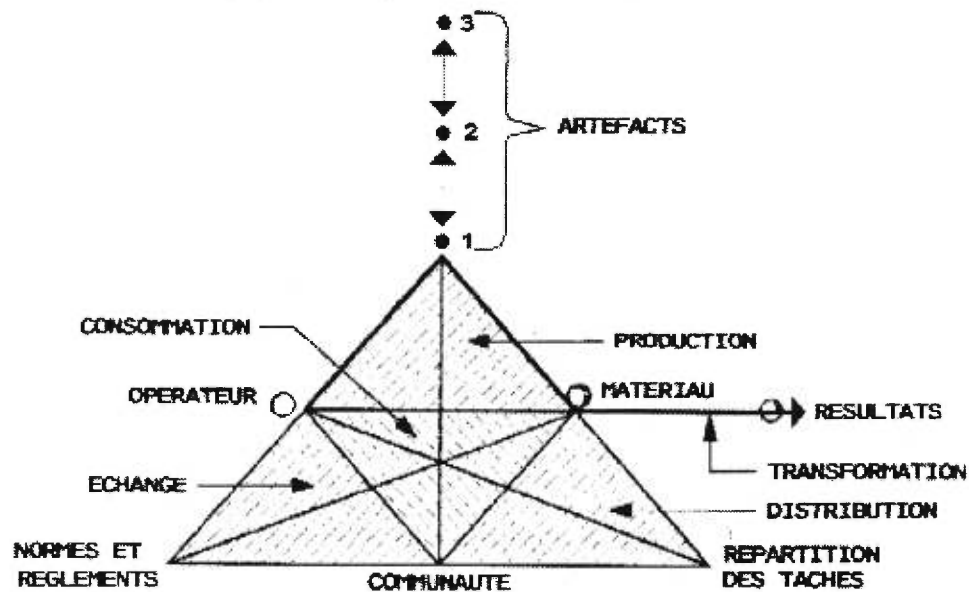 3
2
ARTEFACTS
1
CONSOMMATION
PRODUCTION
OPERATEUR
MATERIAU
RESULTATS
TRANSFORMATION
ECHANGE
DISTRIBUTION
NORMES ET
REGLEMENTS
COMMUNAUTE
REPARTITION
DES TACHES